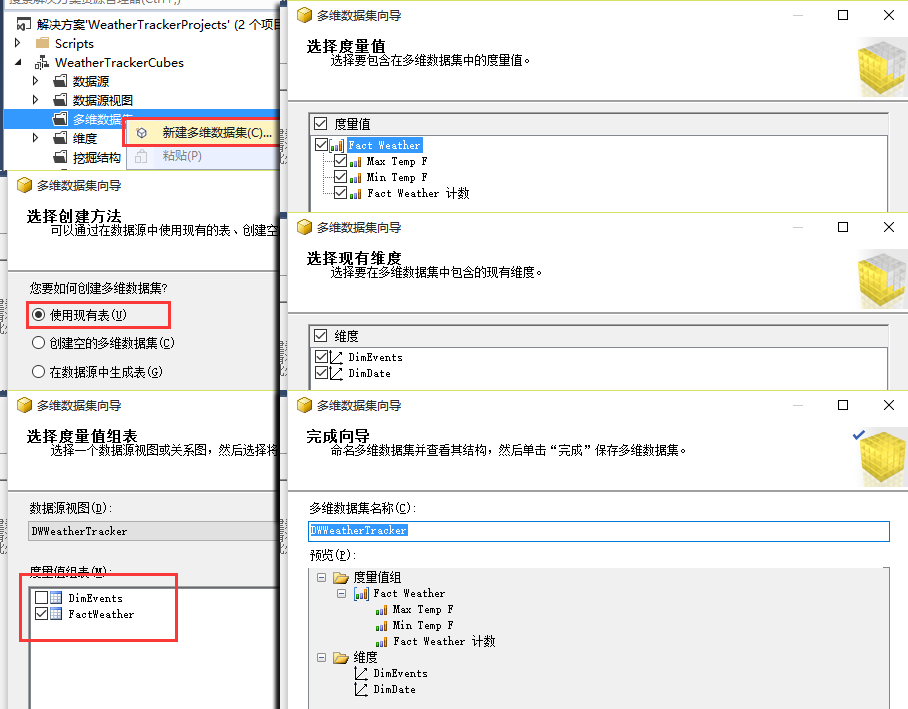 解决方案'WeatherTrackerProjects' (2 个项目
Scripts
WeatherTrackerCubes
数据源
数据源视图
多维数据集
新建多维数据集(C)...
维度
粘贴(P)
挖掘结构
多维数据集向导
选择创建方法
可以通过在数据源中使用现有的表、创建空
您要如何创建多维数据集?
使用现有表(U)
创建空的多维数据集(C)
在数据源中生成表(G)
多维数据集向导
选择度量值组表
选择一个数据源视图或关系图，然后选择将
数据源视图(D):
DWWeatherTracker
度量值组表(M):
DimEvents
FactWeather
多维数据集向导
选择度量值
选择要包含在多维数据集中的度量值。
度量值
Fact Weather
Max Temp F
Min Temp F
Fact Weather 计数
多维数据集向导
选择现有维度
选择要在多维数据集中包含的现有维度。
维度
DimEvents
DimDate
多维数据集向导
完成向导
命名多维数据集并查看其结构，然后单击“完成”保存多维数据集。
多维数据集名称(C):
DWWeatherTracker
预览(P):
度量值组
Fact Weather
Max Temp F
Min Temp F
Fact Weather 计数
维度
DimEvents
DimDate